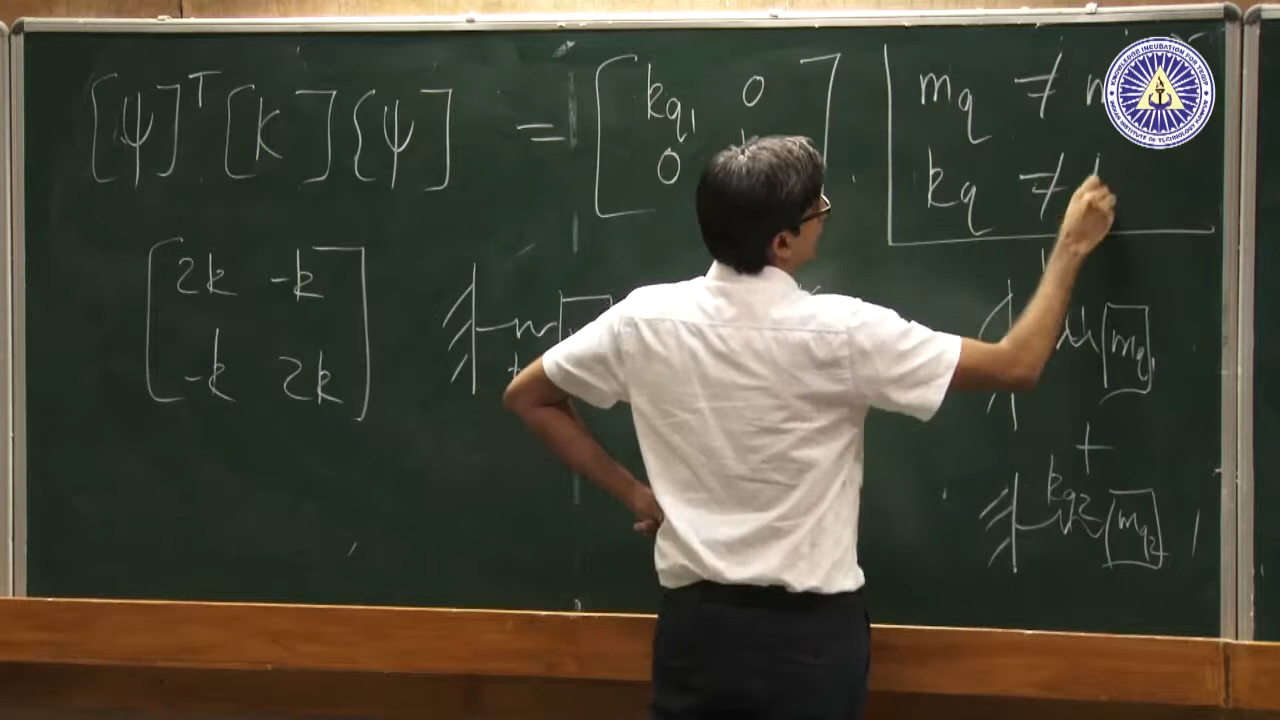 [ψ]ᵀ [K] {ψ] = [kq₁ 0
0
mq ≠ m
kq ≠
[2k -k
-k 2k]
mq₁
+
kq₂ mq₂